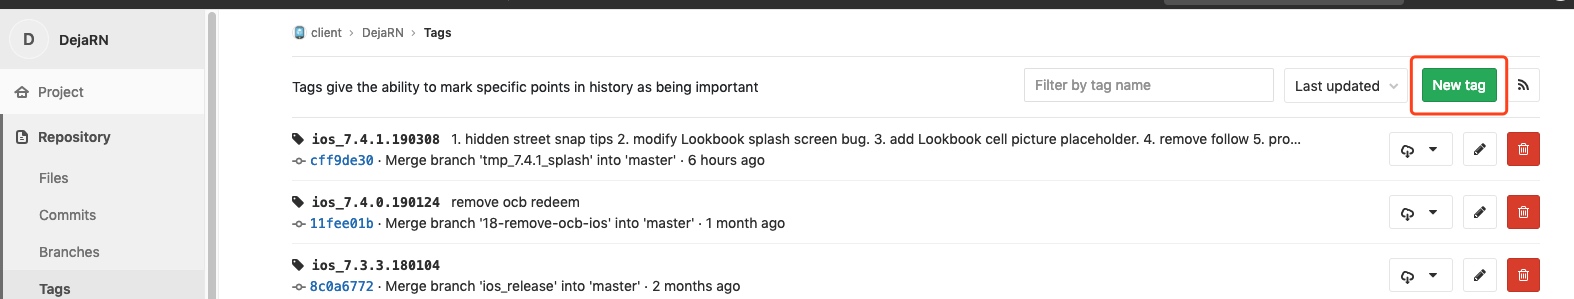 D DejaRN
client > DejaRN > Tags
Project
Tags give the ability to mark specific points in history as being important
Filter by tag name
Last updated
New tag
Repository
Files
Commits
Branches
Tags
ios_7.4.1.190308 1. hidden street snap tips 2. modify Lookbook splash screen bug. 3. add Lookbook cell picture placeholder. 4. remove follow 5. pro...
cff9de30 · Merge branch 'tmp_7.4.1_splash' into 'master' · 6 hours ago
ios_7.4.0.190124 remove ocb redeem
11fee01b · Merge branch '18-remove-ocb-ios' into 'master' · 1 month ago
ios_7.3.3.180104
8c0a6772 · Merge branch 'ios_release' into 'master' · 2 months ago